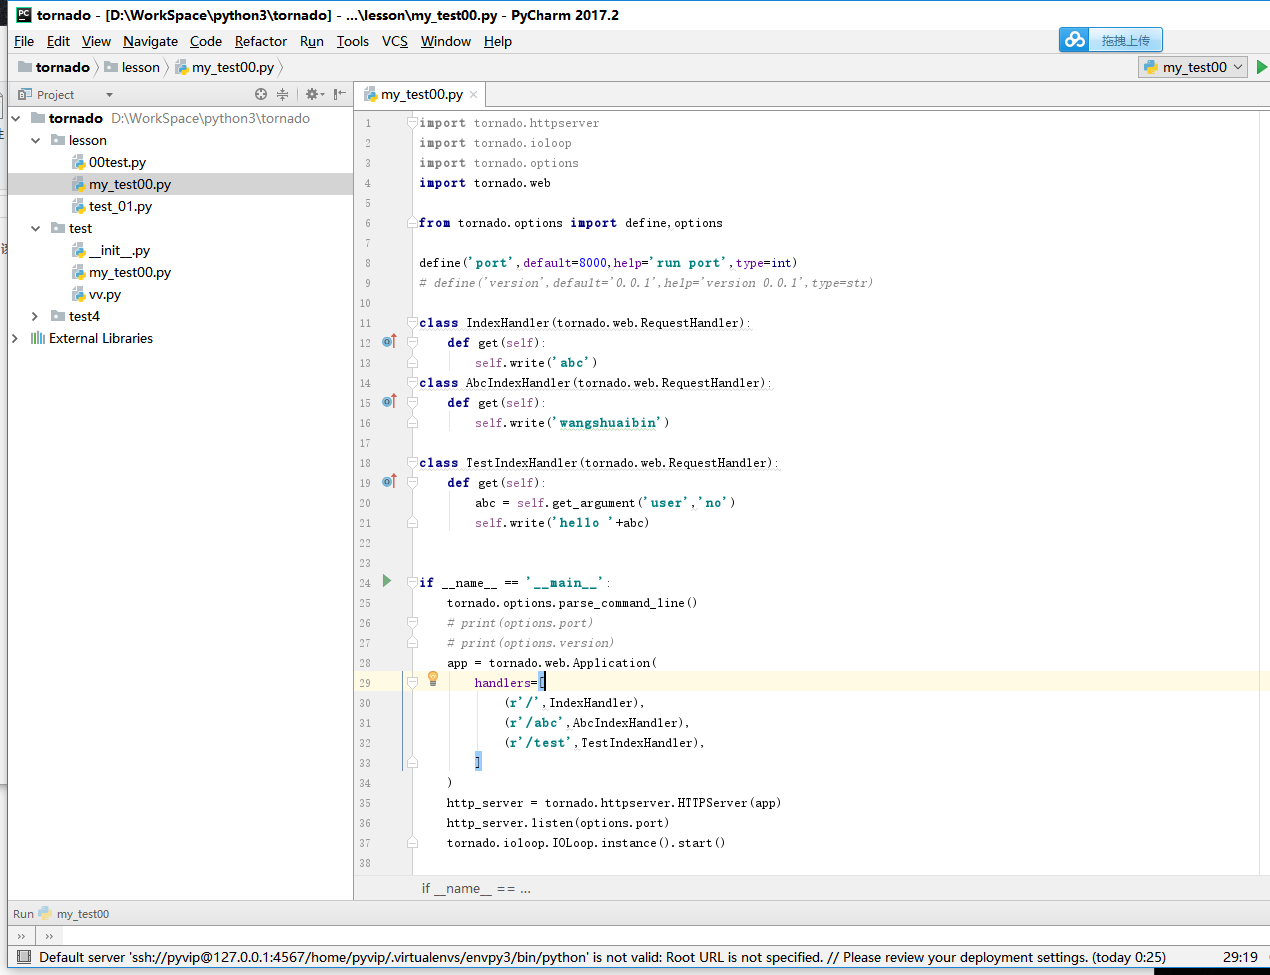 tornado - [D:\WorkSpace\python3\tornado] - ...\lesson\my_test00.py - PyCharm 2017.2
File Edit View Navigate Code Refactor Run Tools VCS Window Help
拖拽上传
tornado lesson my_test00.py
my_test00
Project
my_test00.py
tornado D:\WorkSpace\python3\tornado
lesson
00test.py
my_test00.py
test_01.py
test
__init__.py
my_test00.py
vv.py
test4
External Libraries
1 import tornado.httpserver
2 import tornado.ioloop
3 import tornado.options
4 import tornado.web
5
6 from tornado.options import define,options
7
8 define('port',default=8000,help='run port',type=int)
9 # define('version',default='0.0.1',help='version 0.0.1',type=str)
10
11 class IndexHandler(tornado.web.RequestHandler):
12     def get(self):
13         self.write('abc')
14 class AbcIndexHandler(tornado.web.RequestHandler):
15     def get(self):
16         self.write('wangshuaibin')
17
18 class TestIndexHandler(tornado.web.RequestHandler):
19     def get(self):
20         abc = self.get_argument('user','no')
21         self.write('hello '+abc)
22
23
24 if __name__ == '__main__':
25     tornado.options.parse_command_line()
26     # print(options.port)
27     # print(options.version)
28     app = tornado.web.Application(
29         handlers=[
30             (r'/',IndexHandler),
31             (r'/abc',AbcIndexHandler),
32             (r'/test',TestIndexHandler),
33         ]
34     )
35     http_server = tornado.httpserver.HTTPServer(app)
36     http_server.listen(options.port)
37     tornado.ioloop.IOLoop.instance().start()
38
if __name__ == ...
Run my_test00
Default server 'ssh://pyvip@127.0.0.1:4567/home/pyvip/.virtualenvs/envpy3/bin/python' is not valid: Root URL is not specified. // Please review your deployment settings. (today 0:25) 29:19